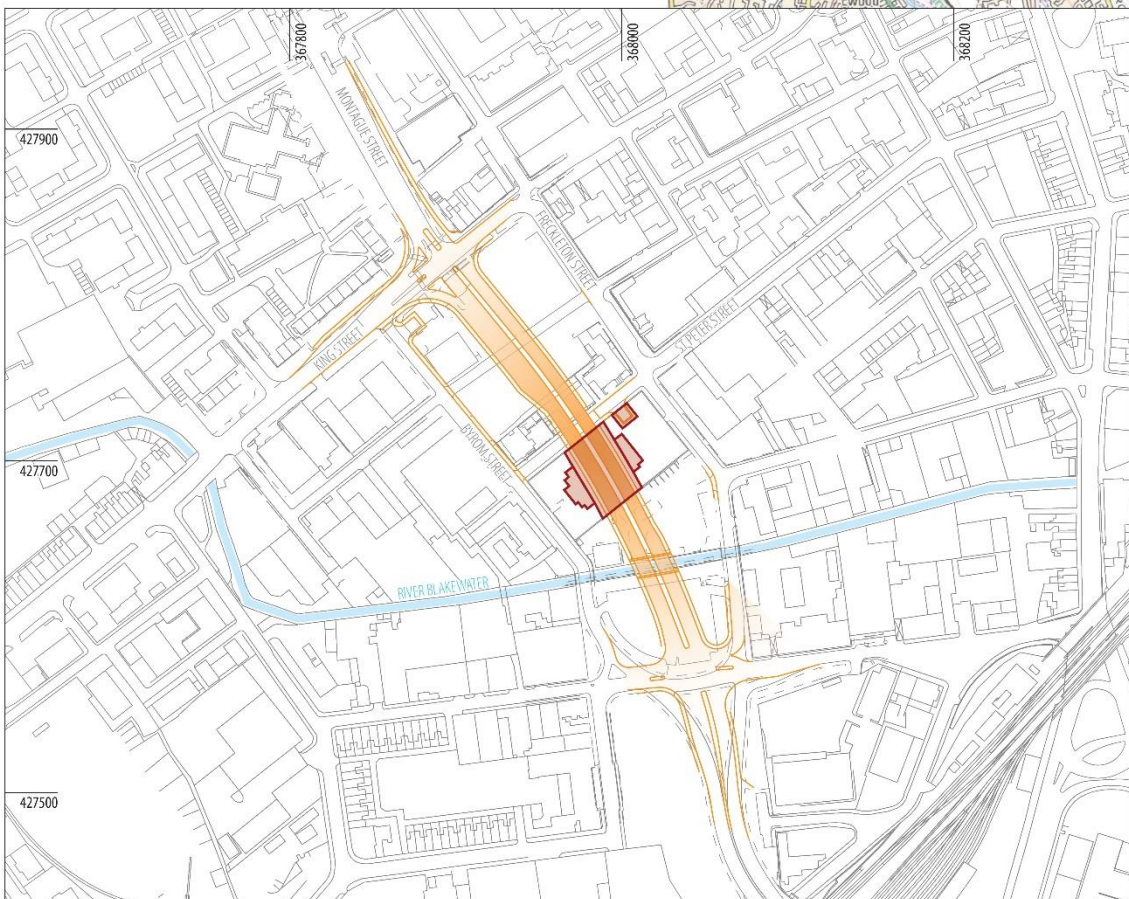 EWOOD
367800
368000
368200
427900
MONTAGUE STREET
FRECKLETON STREET
ST. PETER STREET
KING STREET
BYROM STREET
427700
RIVER BLAKEWATER
427500